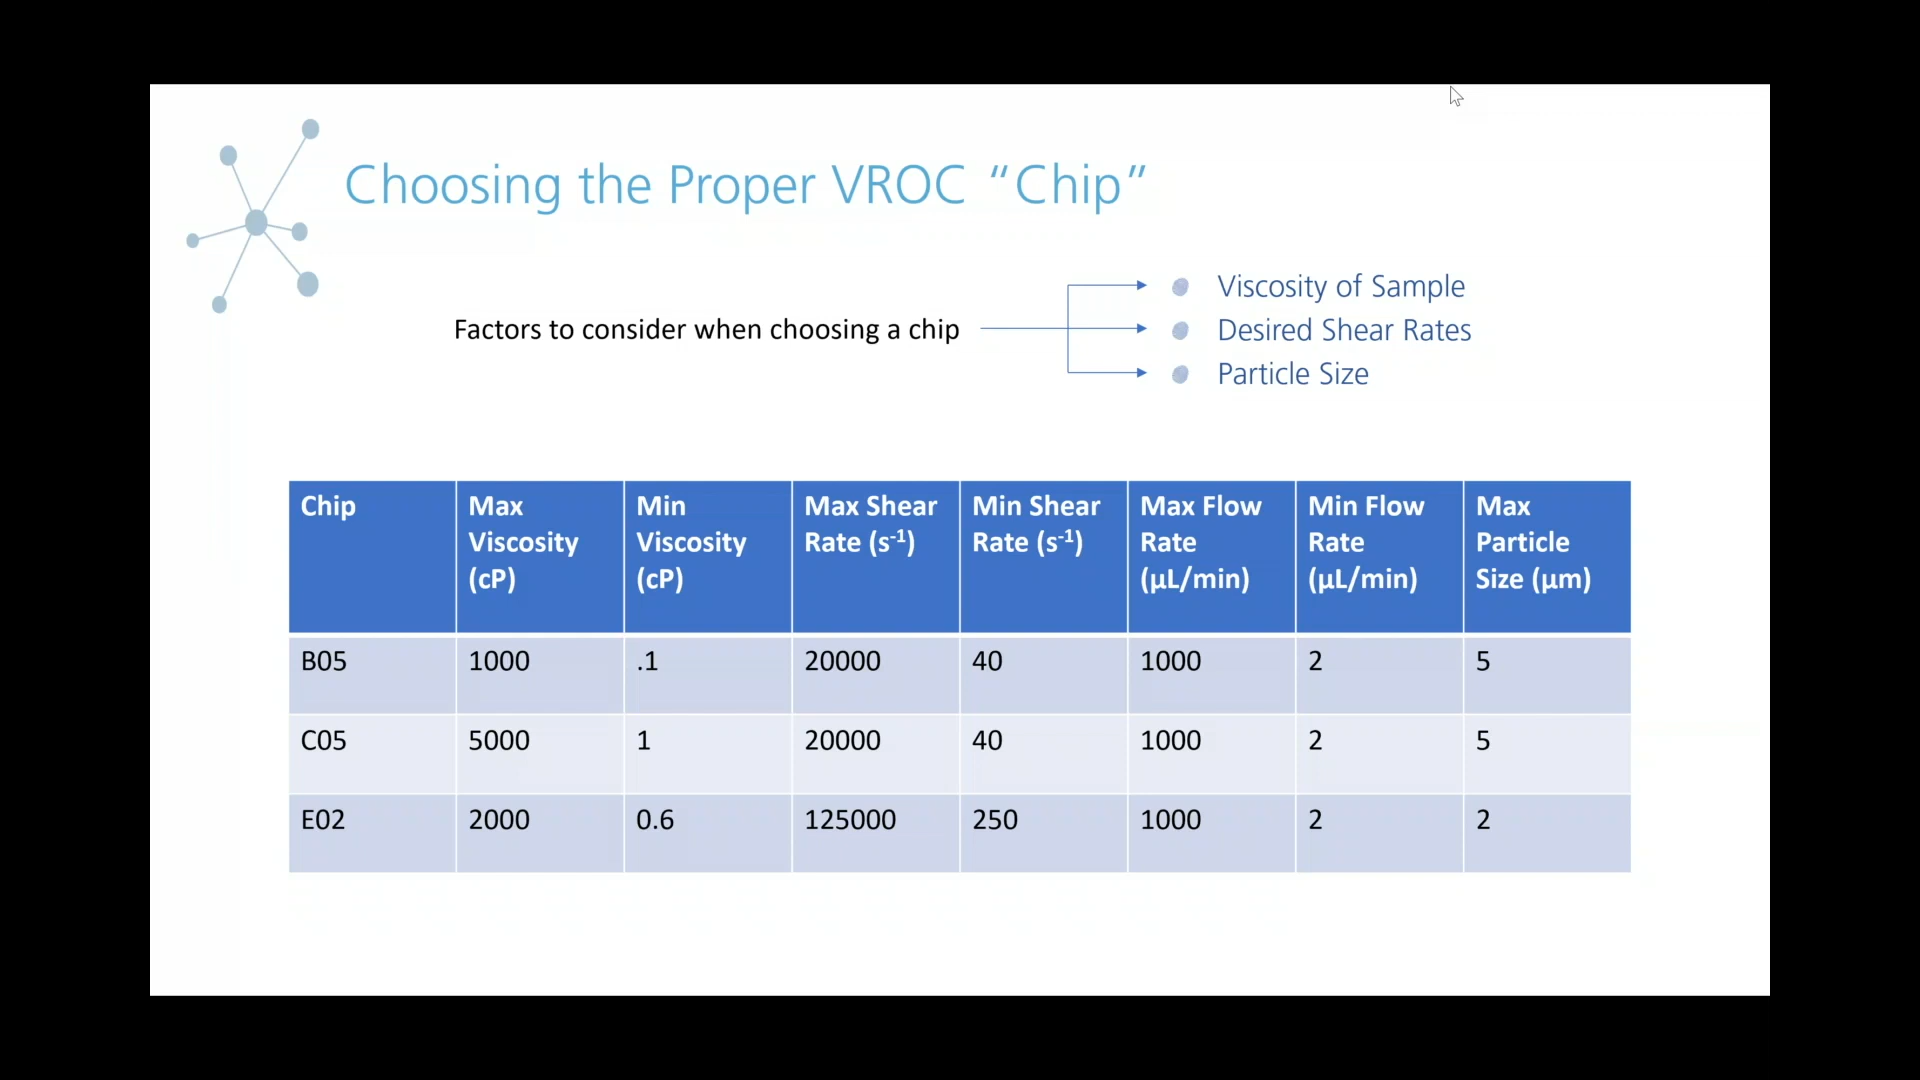 Choosing the Proper VROC “Chip”
Factors to consider when choosing a chip
Viscosity of Sample
Desired Shear Rates
Particle Size
Chip Max Viscosity (cP) Min Viscosity (cP) Max Shear Rate (s-1) Min Shear Rate (s-1) Max Flow Rate (µL/min) Min Flow Rate (µL/min) Max Particle Size (µm)
B05 1000 .1 20000 40 1000 2 5
C05 5000 1 20000 40 1000 2 5
E02 2000 0.6 125000 250 1000 2 2